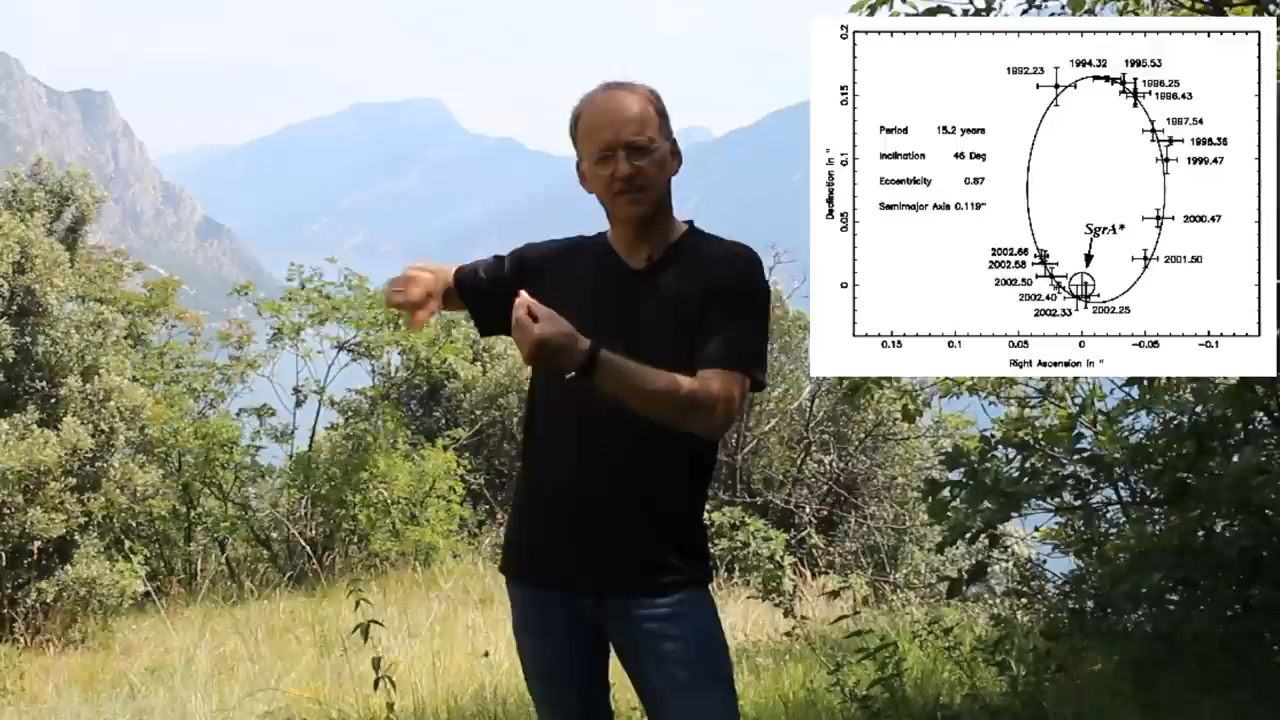 0.2
1994.32 1995.53
1992.23
1996.25
1996.43
0.15
1997.54
Period 15.2 years
1998.36
Inclination 46 Deg
1999.47
0.1
Eccentricity 0.87
Semimajor Axis 0.119"
Declination in "
2000.47
0.05
SgrA*
2002.66
2001.50
2002.58
2002.50
0
2002.40
2002.33 2002.25
0.15 0.1 0.05 0 -0.05 -0.1
Right Ascension in "